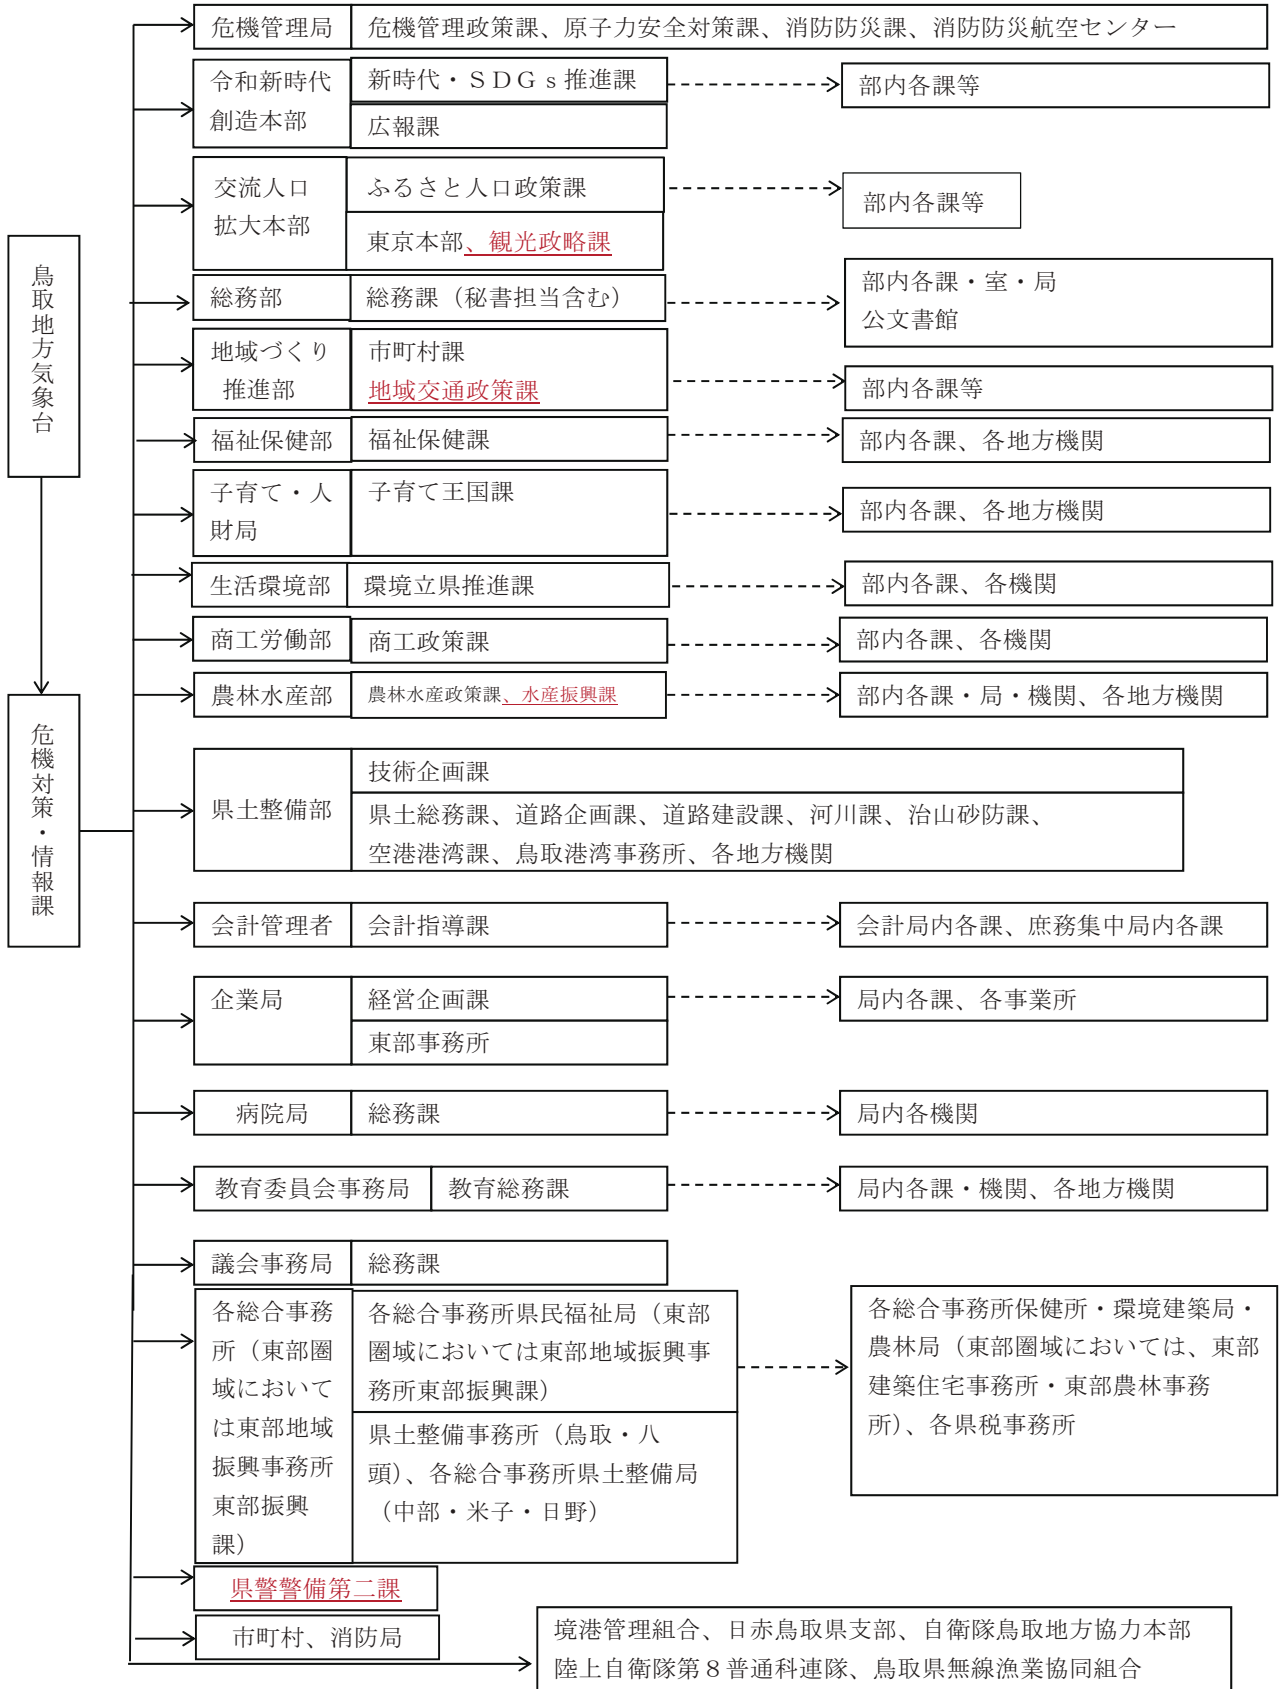 鳥取地方気象台
危機対策・情報課
危機管理局
危機管理政策課、原子力安全対策課、消防防災課、消防防災航空センター
令和新時代
創造本部
新時代・ＳＤＧｓ推進課
広報課
部内各課等
交流人口
拡大本部
ふるさと人口政策課
東京本部、観光政略課
部内各課等
総務部
総務課（秘書担当含む）
部内各課・室・局
公文書館
地域づくり
推進部
市町村課
地域交通政策課
部内各課等
福祉保健部
福祉保健課
部内各課、各地方機関
子育て・人
財局
子育て王国課
部内各課、各地方機関
生活環境部
環境立県推進課
部内各課、各機関
商工労働部
商工政策課
部内各課、各機関
農林水産部
農林水産政策課、水産振興課
部内各課・局・機関、各地方機関
県土整備部
技術企画課
県土総務課、道路企画課、道路建設課、河川課、治山砂防課、
空港港湾課、鳥取港湾事務所、各地方機関
会計管理者
会計指導課
会計局内各課、庶務集中局内各課
企業局
経営企画課
東部事務所
局内各課、各事業所
病院局
総務課
局内各機関
教育委員会事務局
教育総務課
局内各課・機関、各地方機関
議会事務局
総務課
各総合事務
所（東部圏
域において
は東部地域
振興事務所
東部振興
課）
各総合事務所県民福祉局（東部
圏域においては東部地域振興事
務所東部振興課）
県土整備事務所（鳥取・八
頭）、各総合事務所県土整備局
（中部・米子・日野）
各総合事務所保健所・環境建築局・
農林局（東部圏域においては、東部
建築住宅事務所・東部農林事務
所）、各県税事務所
県警警備第二課
市町村、消防局
境港管理組合、日赤鳥取県支部、自衛隊鳥取地方協力本部
陸上自衛隊第８普通科連隊、鳥取県無線漁業協同組合